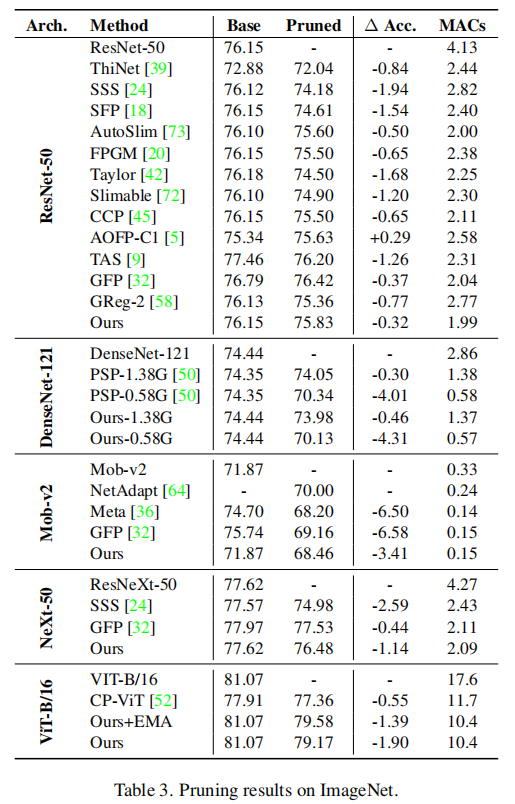 Arch. Method Base Pruned Δ Acc. MACs
ResNet-50
ResNet-50 76.15 - - 4.13
ThiNet [39] 72.88 72.04 -0.84 2.44
SSS [24] 76.12 74.18 -1.94 2.82
SFP [18] 76.15 74.61 -1.54 2.40
AutoSlim [73] 76.10 75.60 -0.50 2.00
FPGM [20] 76.15 75.50 -0.65 2.38
Taylor [42] 76.18 74.50 -1.68 2.25
Slimable [72] 76.10 74.90 -1.20 2.30
CCP [45] 76.15 75.50 -0.65 2.11
AOFP-C1 [5] 75.34 75.63 +0.29 2.58
TAS [9] 77.46 76.20 -1.26 2.31
GFP [32] 76.79 76.42 -0.37 2.04
GReg-2 [58] 76.13 75.36 -0.77 2.77
Ours 76.15 75.83 -0.32 1.99
DenseNet-121
DenseNet-121 74.44 - - 2.86
PSP-1.38G [50] 74.35 74.05 -0.30 1.38
PSP-0.58G [50] 74.35 70.34 -4.01 0.58
Ours-1.38G 74.44 73.98 -0.46 1.37
Ours-0.58G 74.44 70.13 -4.31 0.57
Mob-v2
Mob-v2 71.87 - - 0.33
NetAdapt [64] - 70.00 - 0.24
Meta [36] 74.70 68.20 -6.50 0.14
GFP [32] 75.74 69.16 -6.58 0.15
Ours 71.87 68.46 -3.41 0.15
NeXt-50
ResNeXt-50 77.62 - - 4.27
SSS [24] 77.57 74.98 -2.59 2.43
GFP [32] 77.97 77.53 -0.44 2.11
Ours 77.62 76.48 -1.14 2.09
ViT-B/16
VIT-B/16 81.07 - - 17.6
CP-ViT [52] 77.91 77.36 -0.55 11.7
Ours+EMA 81.07 79.58 -1.39 10.4
Ours 81.07 79.17 -1.90 10.4
Table 3. Pruning results on ImageNet.